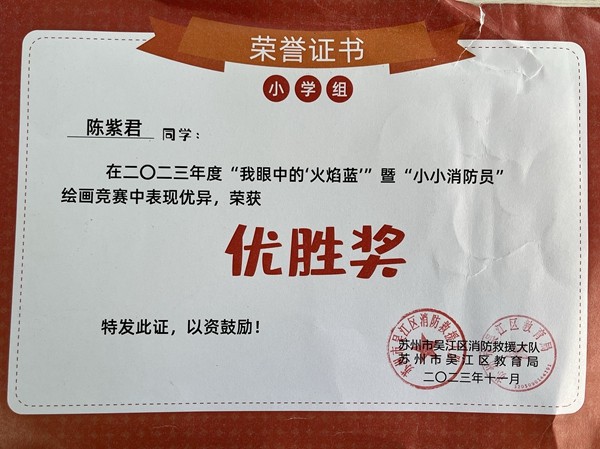 荣誉证书
小学组
陈紫君 同学：
在二〇二三年度“我眼中的‘火焰蓝’”暨“小小消防员”
绘画竞赛中表现优异，荣获
优胜奖
特发此证，以资鼓励！
苏州市吴江区消防救援大队
苏州市吴江区教育局
二〇二三年十一月